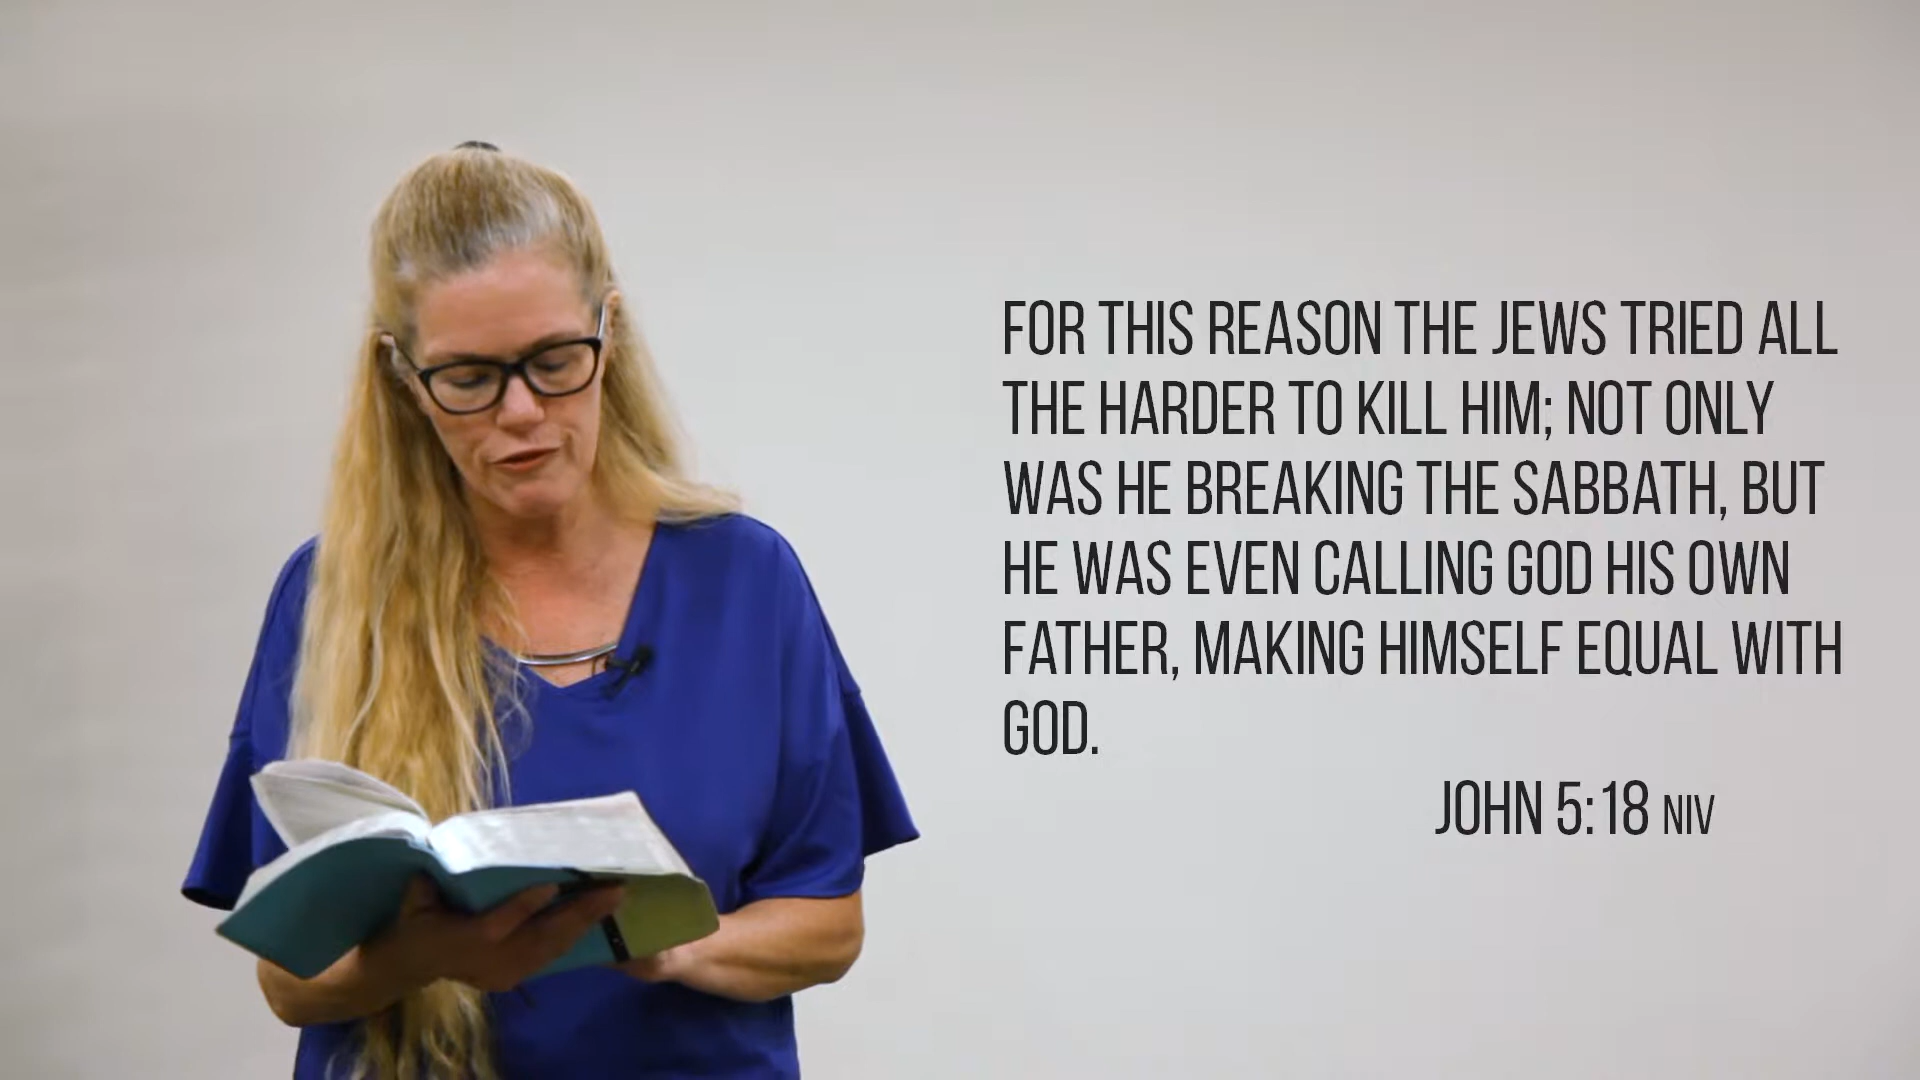 FOR THIS REASON THE JEWS TRIED ALL
THE HARDER TO KILL HIM; NOT ONLY
WAS HE BREAKING THE SABBATH, BUT
HE WAS EVEN CALLING GOD HIS OWN
FATHER, MAKING HIMSELF EQUAL WITH
GOD.
JOHN 5:18 NIV